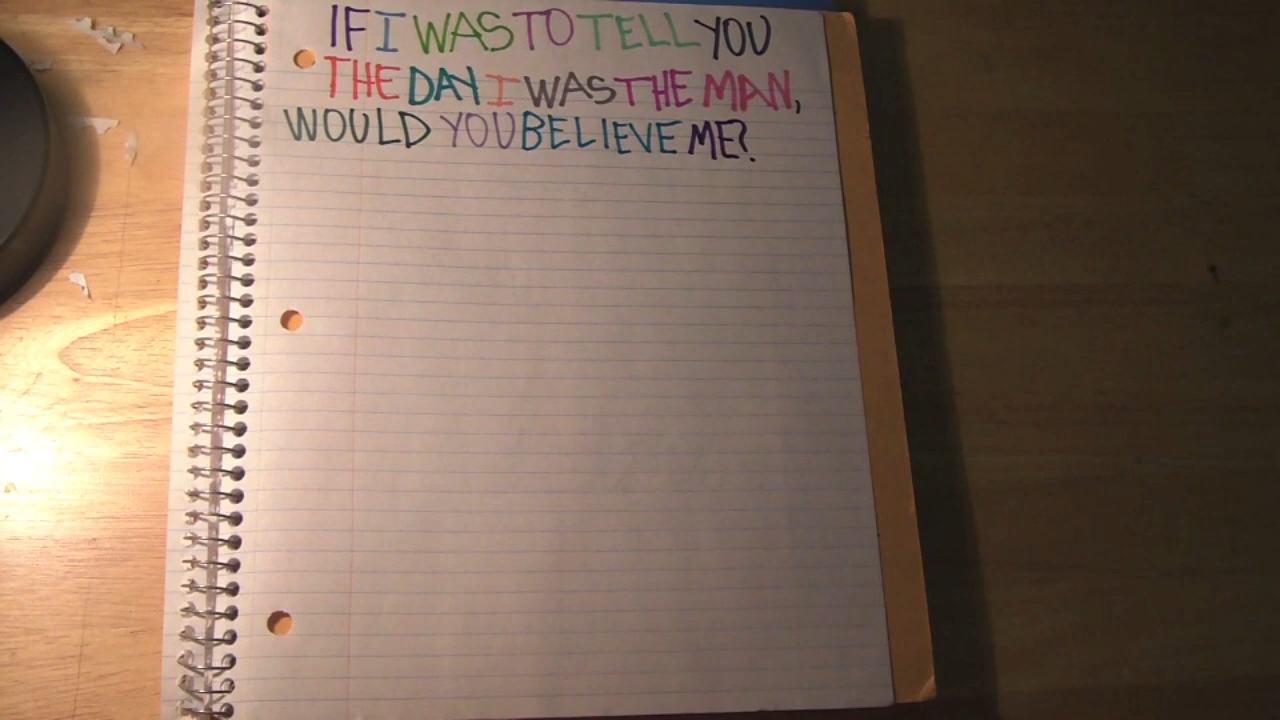 IF I WAS TO TELL YOU
THE DAY I WAS THE MAN,
WOULD YOU BELIEVE ME?